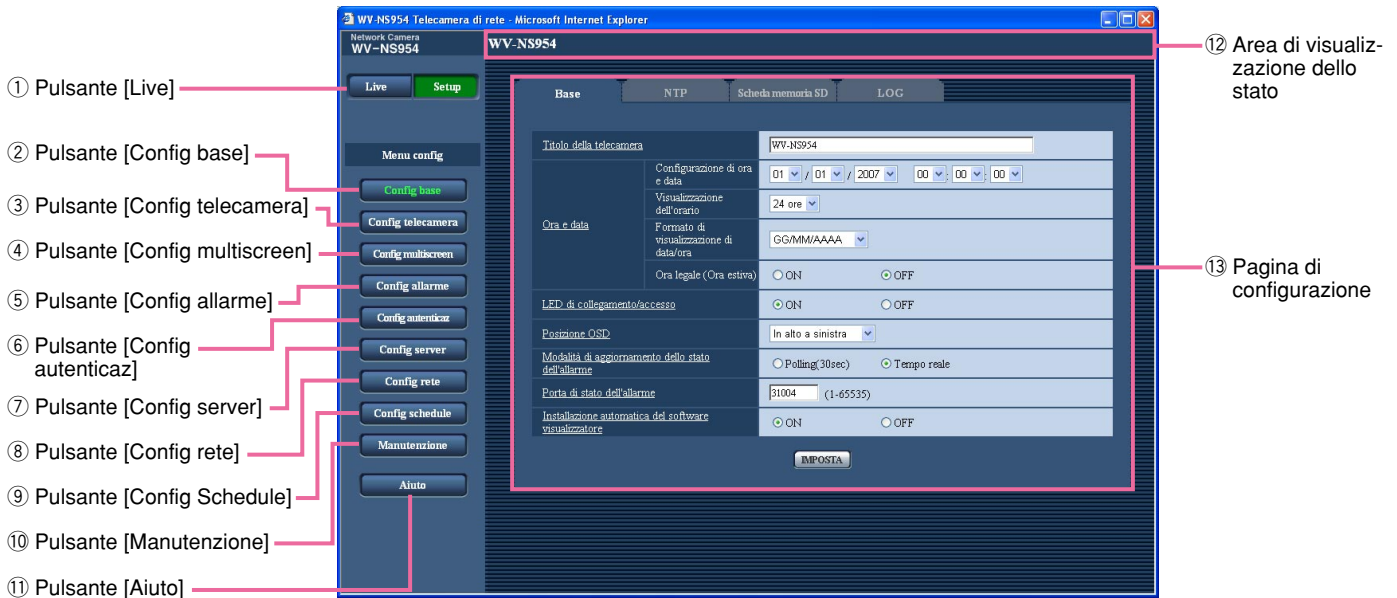 WV-NS954 Telecamera di rete - Microsoft Internet Explorer
Network Camera
WV-NS954
WV-NS954
Live
Setup
Menu config
Config base
Config telecamera
Config multiscreen
Config allarme
Config autenticaz
Config server
Config rete
Config schedule
Manutenzione
Aiuto
Base
NTP
Scheda memoria SD
LOG
Titolo della telecamera
WV-NS954
Ora e data
Configurazione di ora
e data
01 / 01 / 2007 00 : 00 : 00
Visualizzazione
dell'orario
24 ore
Formato di
visualizzazione di
data/ora
GG/MM/AAAA
Ora legale (Ora estiva)
ON
OFF
LED di collegamento/accesso
ON
OFF
Posizione OSD
In alto a sinistra
Modalità di aggiornamento dello stato
dell'allarme
Polling(30sec)
Tempo reale
Porta di stato dell'allarme
31004 (1-65535)
Installazione automatica del software
visualizzatore
ON
OFF
IMPOSTA
① Pulsante [Live]
② Pulsante [Config base]
③ Pulsante [Config telecamera]
④ Pulsante [Config multiscreen]
⑤ Pulsante [Config allarme]
⑥ Pulsante [Config
autenticaz]
⑦ Pulsante [Config server]
⑧ Pulsante [Config rete]
⑨ Pulsante [Config Schedule]
⑩ Pulsante [Manutenzione]
⑪ Pulsante [Aiuto]
⑫ Area di visualiz-
zazione dello
stato
⑬ Pagina di
configurazione